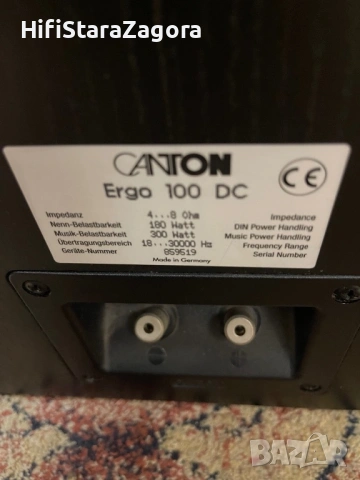 HifiStaraZagora
CANTON
Ergo 100 DC
CE
Impedanz 4...8 Ohm Impedance
Nenn-Belastbarkeit 180 Watt DIN Power Handling
Musik-Belastbarkeit 300 Watt Music Power Handling
Übertragungsbereich 18...30000 Hz Frequency Range
Geräte-Nummer 859619 Serial Number
Made in Germany
BAZAR